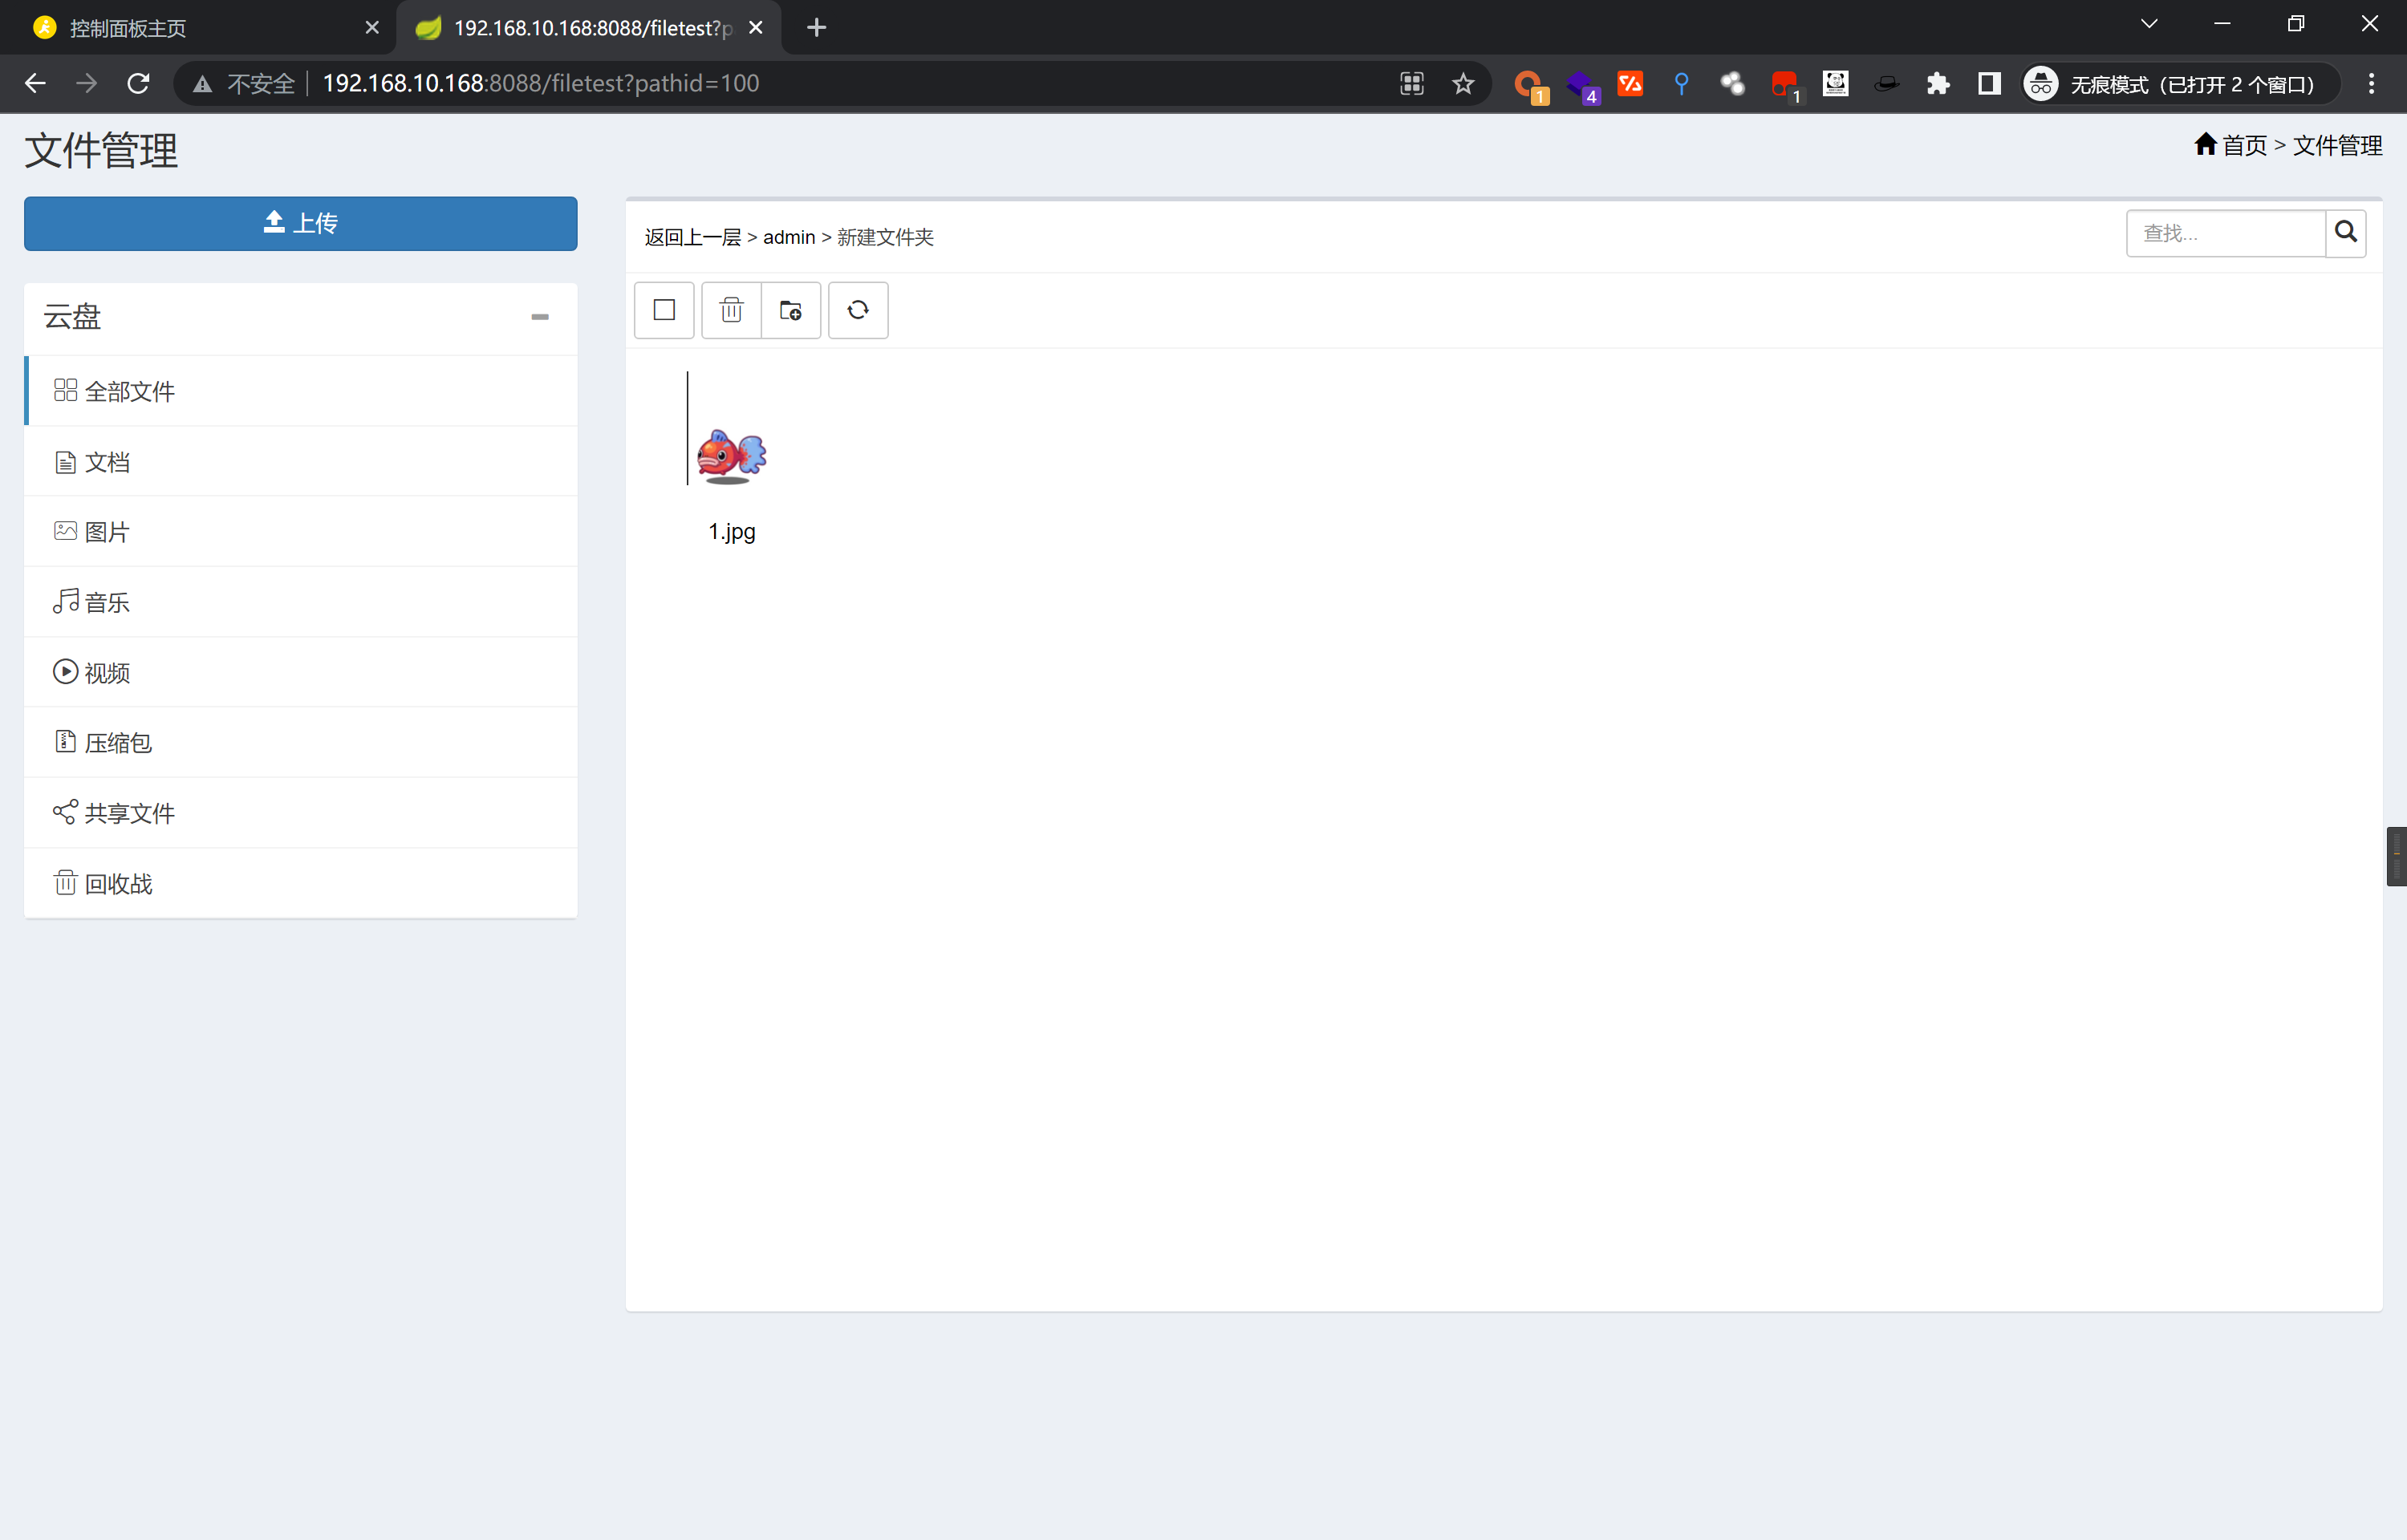 控制面板主页
192.168.10.168:8088/filetest?p
不安全 192.168.10.168:8088/filetest?pathid=100
1
4
1
无痕模式（已打开 2 个窗口）
文件管理
首页 > 文件管理
上传
返回上一层 > admin > 新建文件夹
查找...
云盘
全部文件
文档
图片
音乐
视频
压缩包
共享文件
回收战
1.jpg